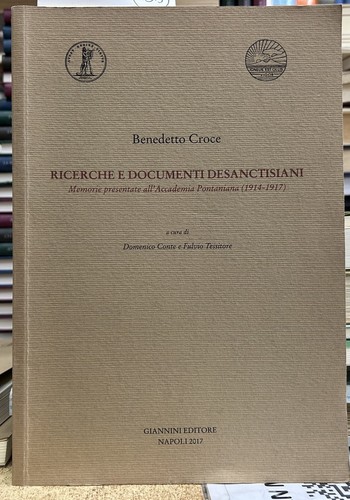 Benedetto Croce
RICERCHE E DOCUMENTI DESANCTISIANI
Memorie presentate all'Accademia Pontaniana (1914-1917)
a cura di
Domenico Conte e Fulvio Tessitore
GIANNINI EDITORE
NAPOLI 2017